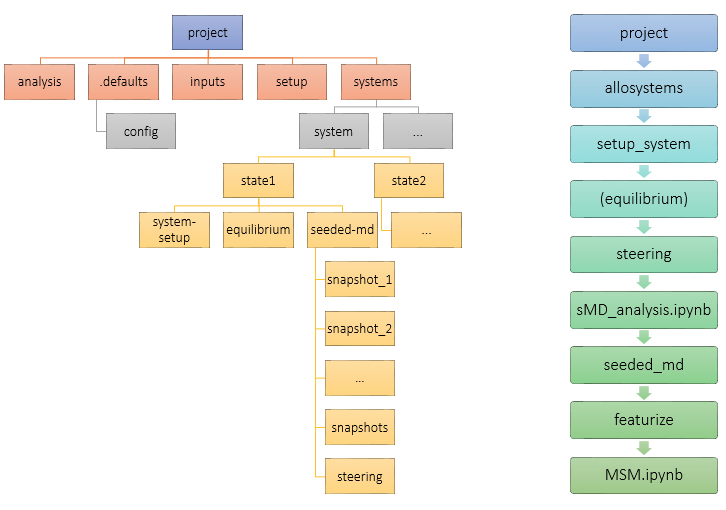 project
analysis
.defaults
inputs
setup
systems
config
system
...
state1
state2
system-
setup
equilibrium
seeded-md
...
snapshot_1
snapshot_2
...
snapshots
steering
project
allosystems
setup_system
(equilibrium)
steering
sMD_analysis.ipynb
seeded_md
featurize
MSM.ipynb